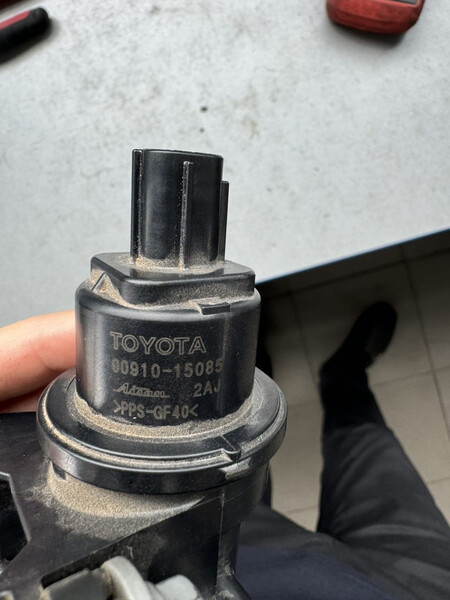 TOYOTA
90910-15085
Aisan 2AJ
>PPS-GF40<